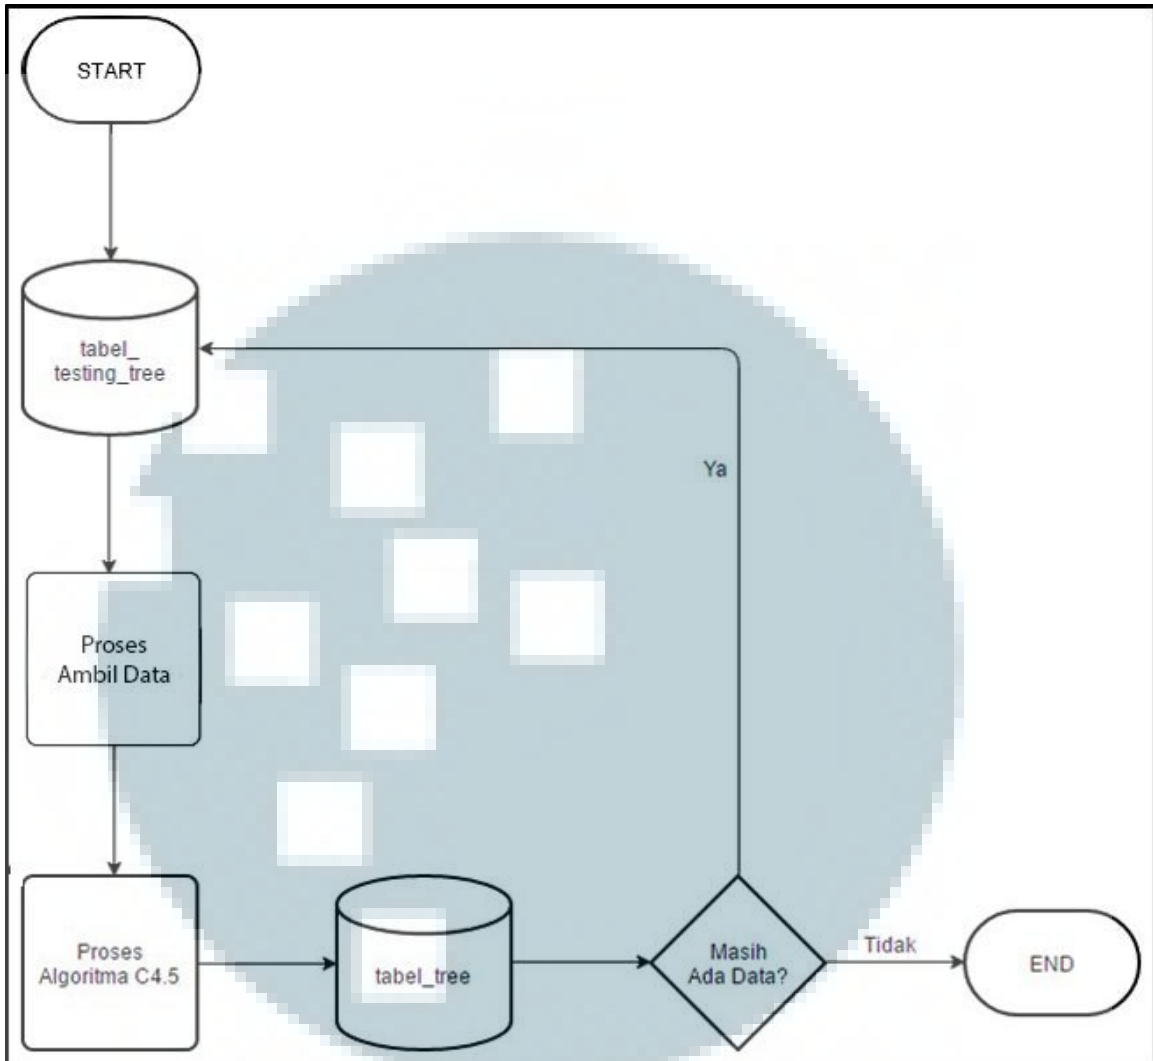 START
tabel_
testing_tree
Ya
Proses
Ambil Data
Proses
Algoritma C4.5
tabel_tree
Masih
Ada Data?
Tidak
END